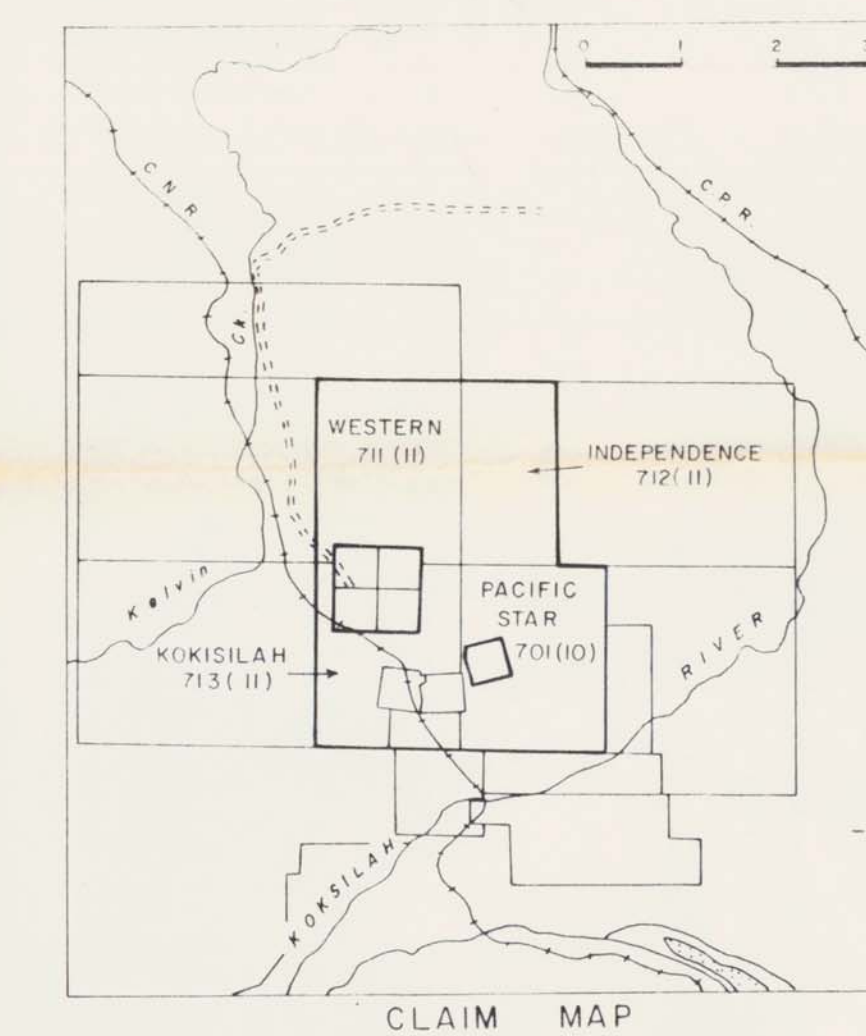 0 1 2
C N R
C.P.R.
CK.
WESTERN
711 (11)
INDEPENDENCE
712( 11)
Kelvin
PACIFIC
STAR
701(10)
KOKISILAH
713( 11)
RIVER
KOKSILAH
CLAIM MAP